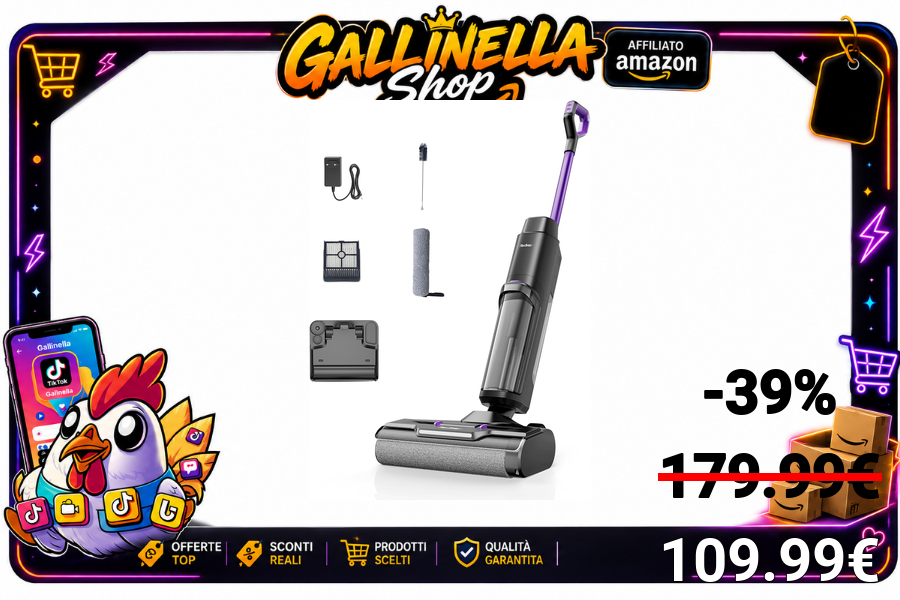 GALLINELLA
Shop
AFFILIATO
amazon
Gallinella
TikTok
Gallinella
-39%
179.99€
109.99€
OFFERTE
TOP
SCONTI
REALI
PRODOTTI
SCELTI
QUALITÀ
GARANTITA